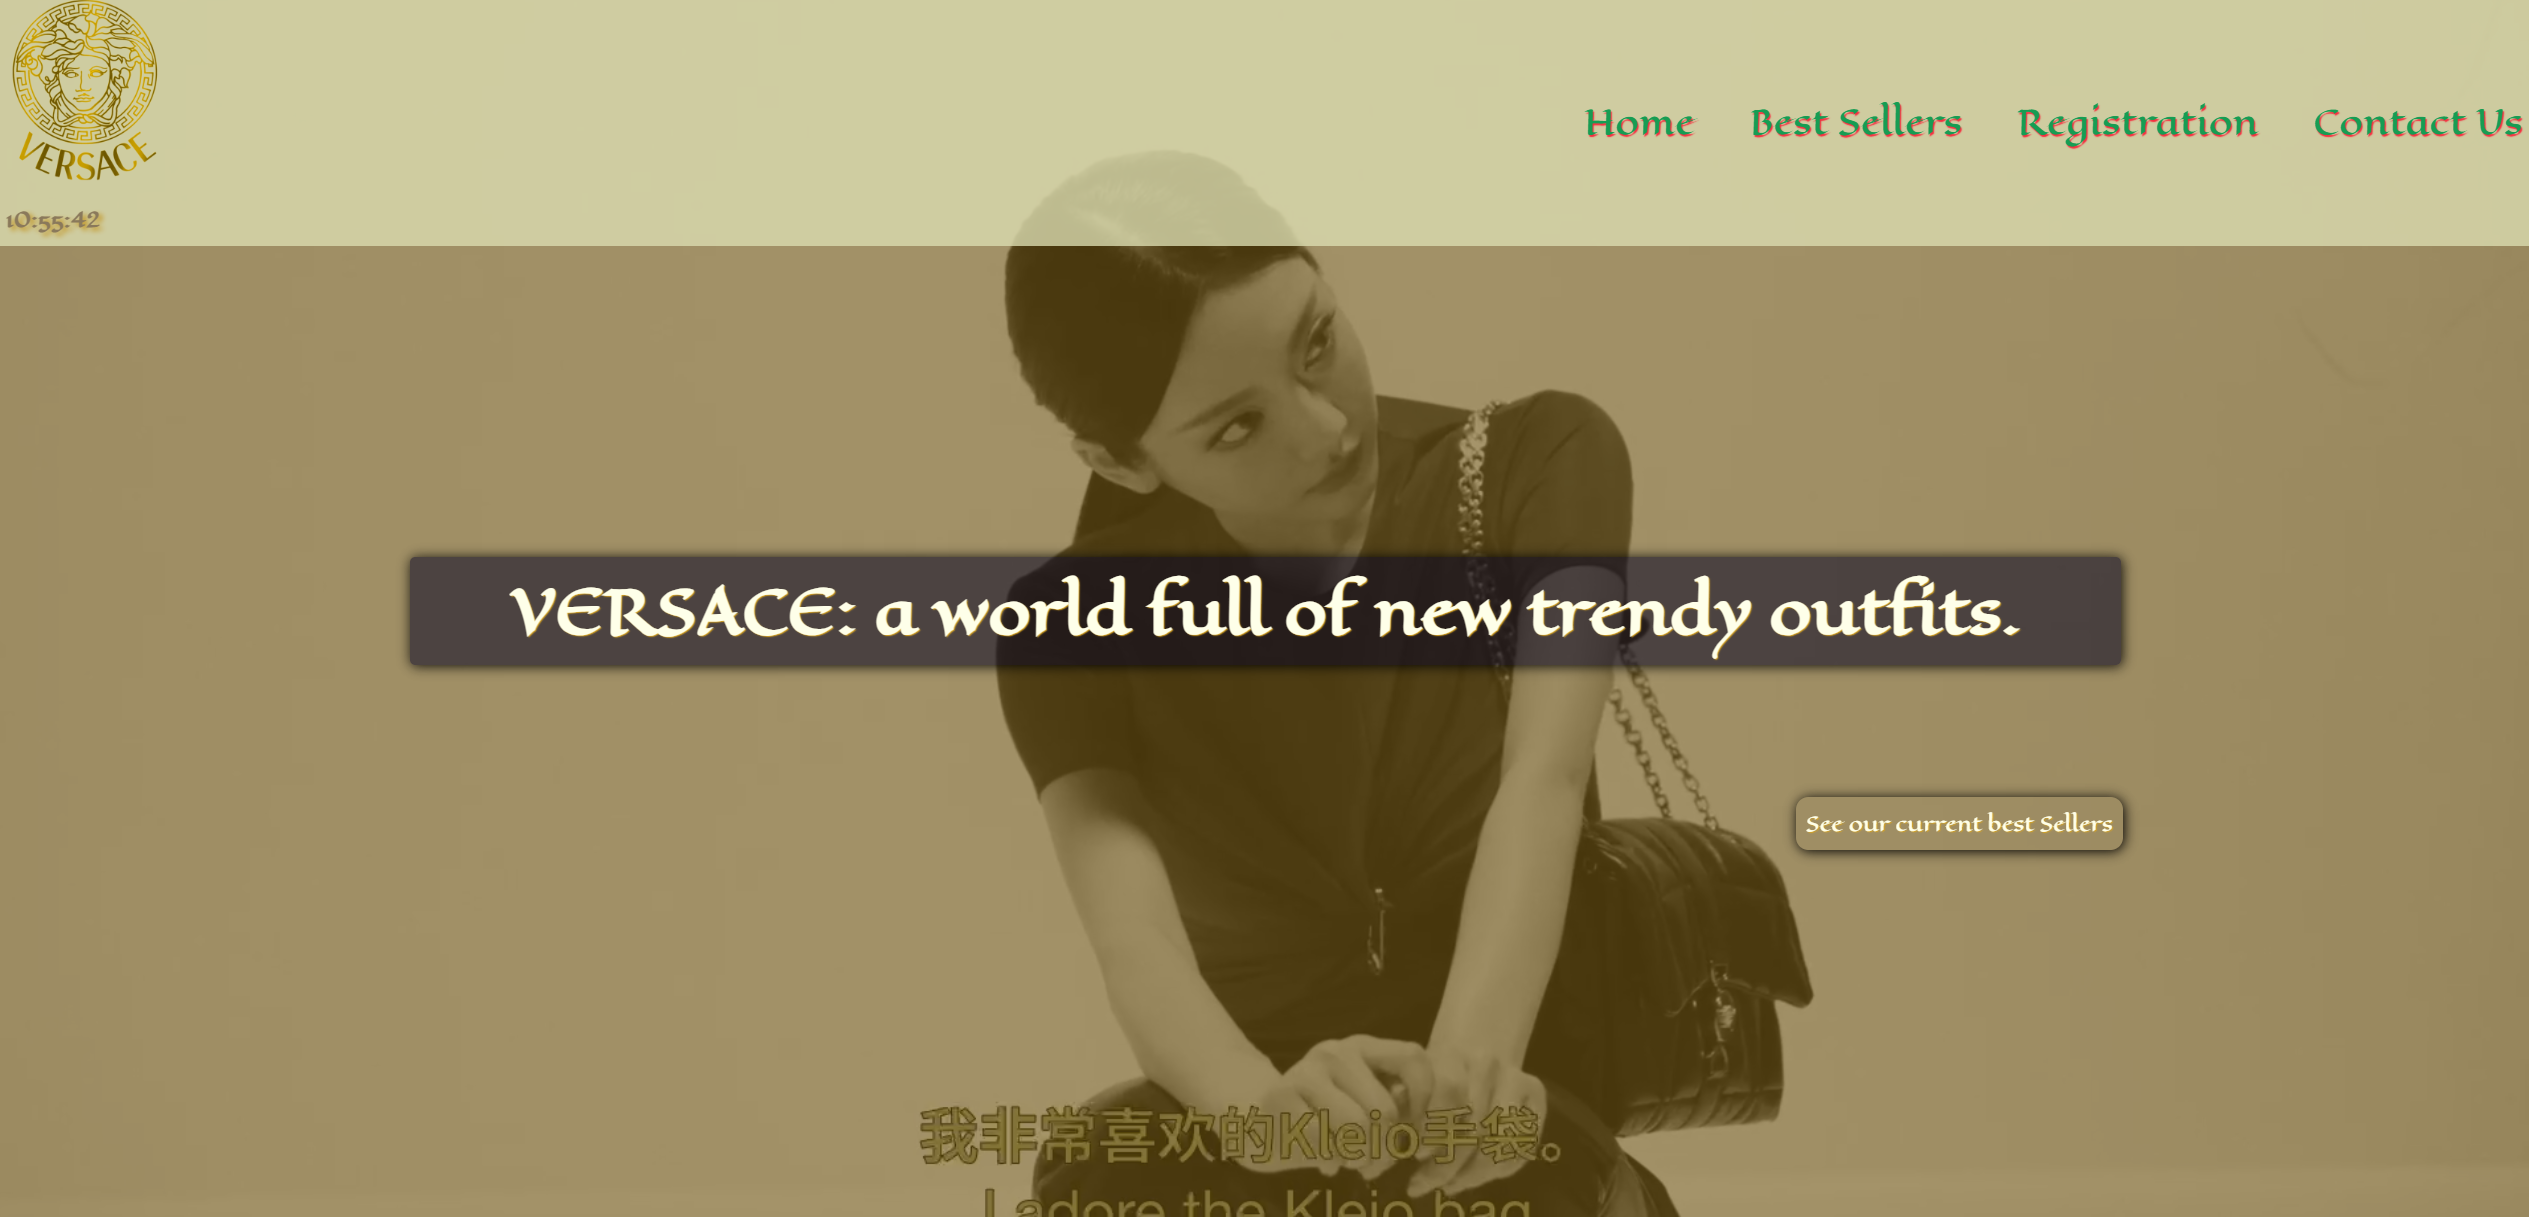 VERSACE
Home Best Sellers Registration Contact Us
10:55:42
VERSACE: a world full of new trendy outfits.
See our current best Sellers
我非常喜欢的Kleio手袋。
I adore the Kleio bag